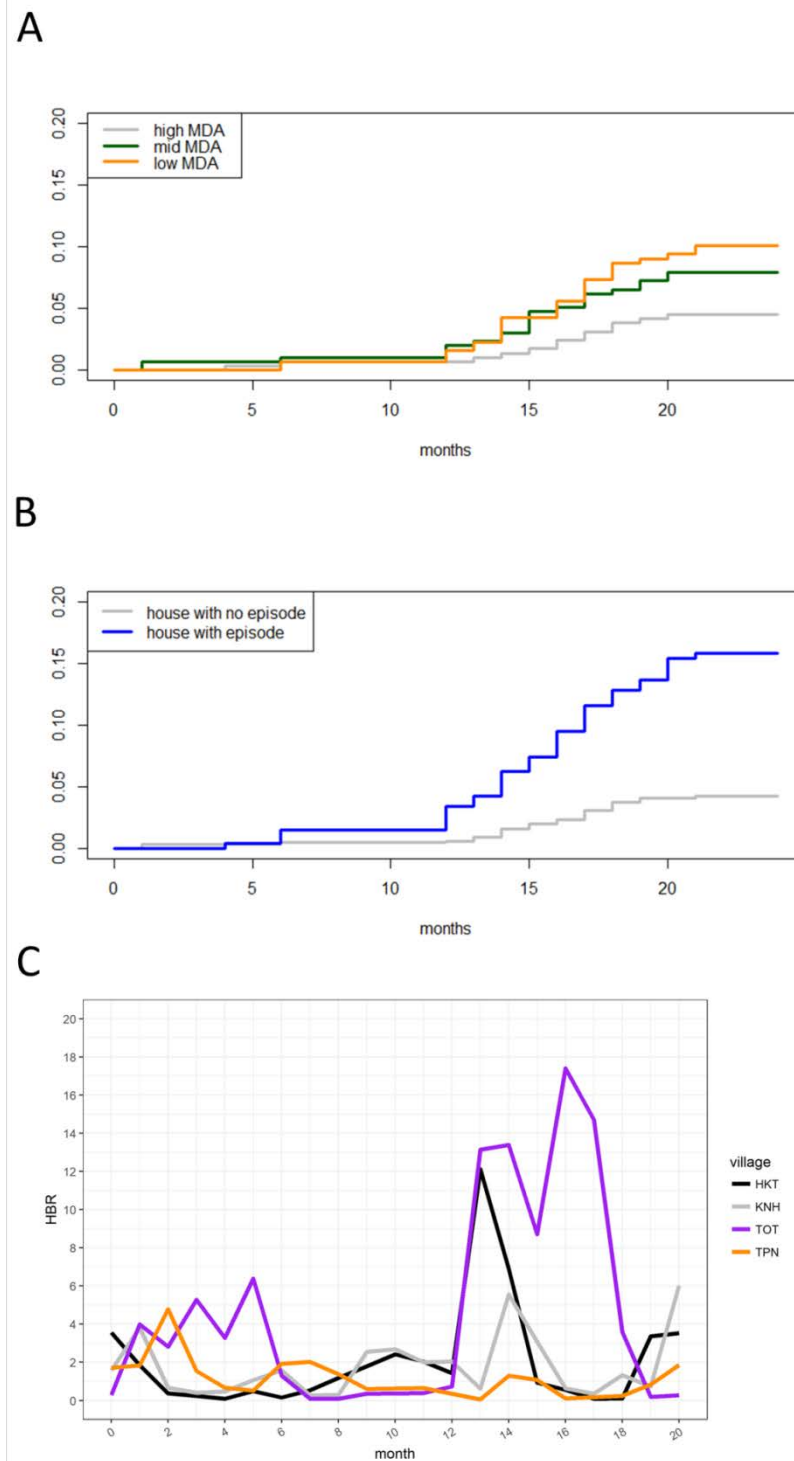 A
high MDA
mid MDA
low MDA
0.20
0.15
0.10
0.05
0.00
0 5 10 15 20
months
B
house with no episode
house with episode
0.20
0.15
0.10
0.05
0.00
0 5 10 15 20
months
C
20
18
16
14
12
10
8
6
4
2
0
HBR
0 2 4 6 8 10 12 14 16 18 20
month
village
HKT
KNH
TOT
TPN